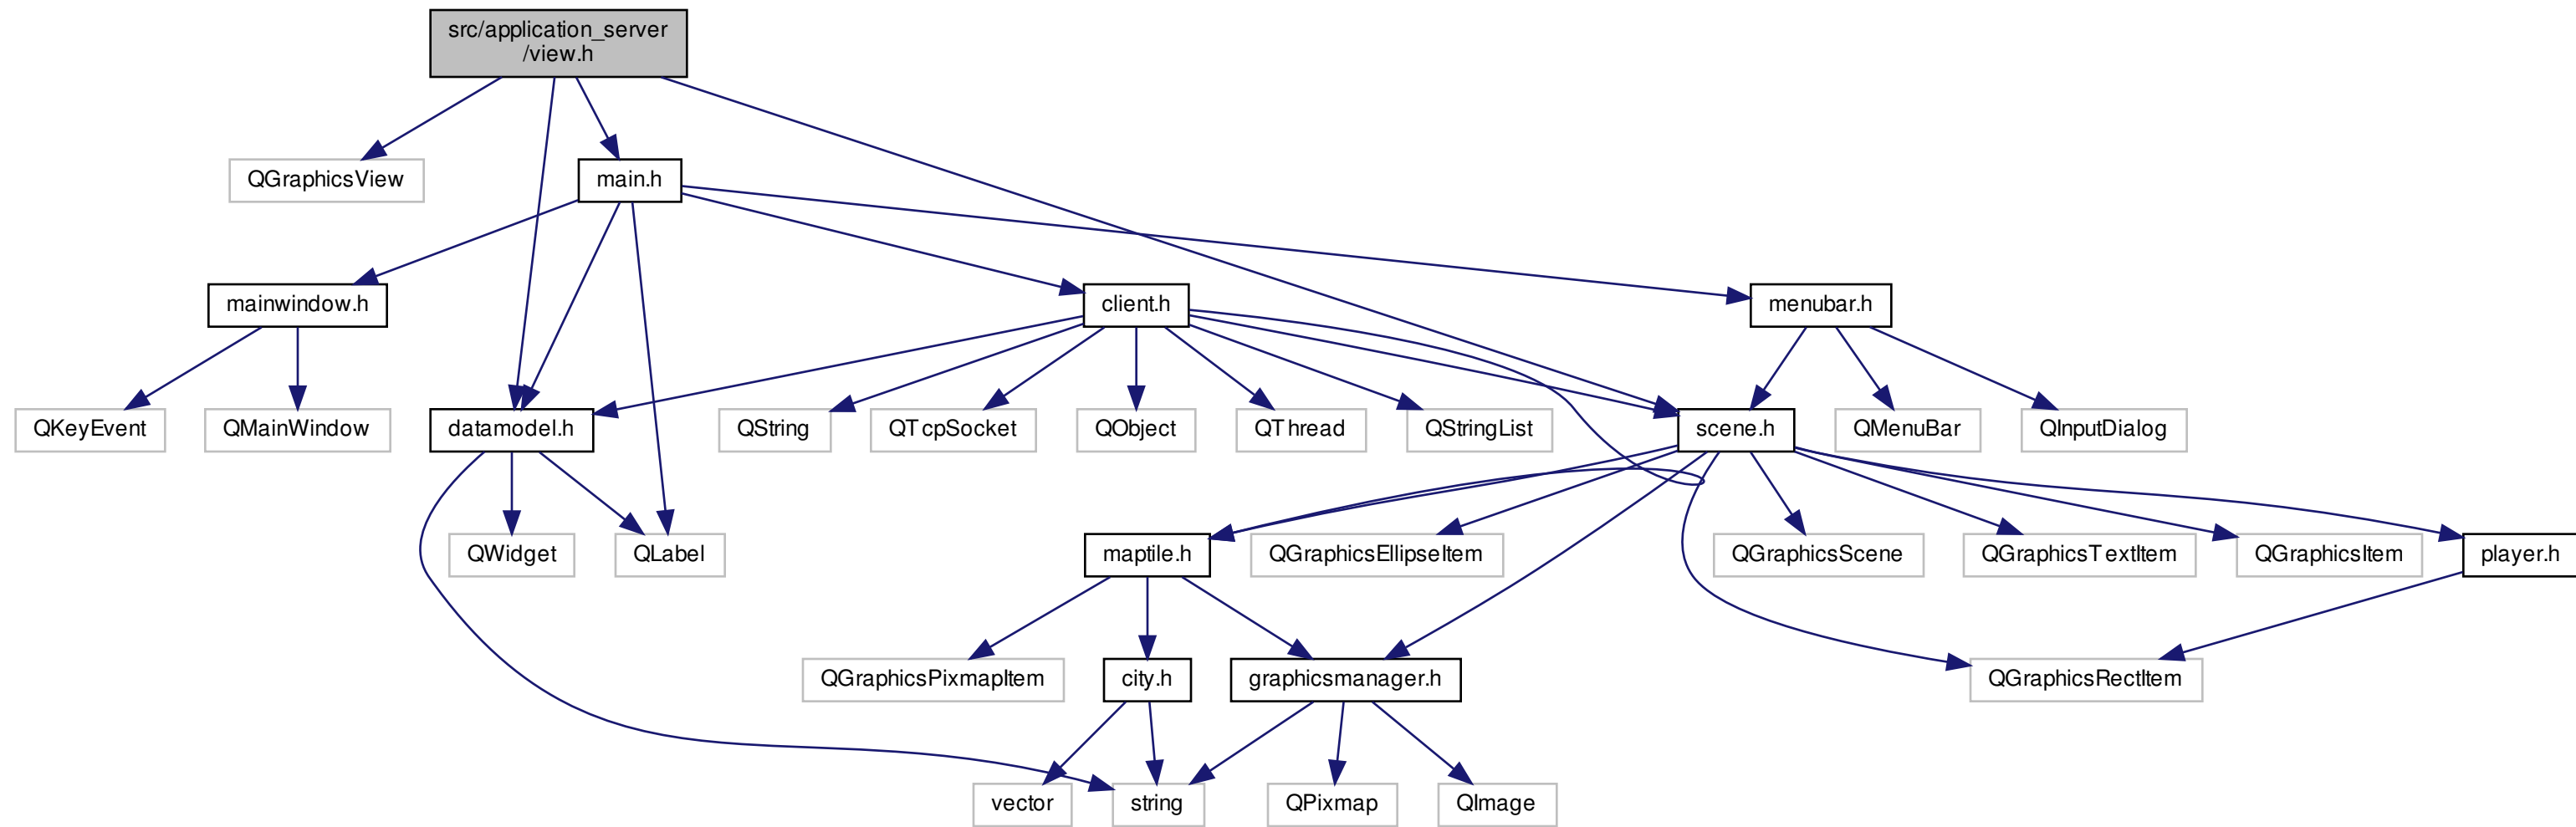 src/application_server
/view.h
QGraphicsView
main.h
mainwindow.h
client.h
menubar.h
QKeyEvent
QMainWindow
datamodel.h
QString
QTcpSocket
QObject
QThread
QStringList
scene.h
QMenuBar
QInputDialog
QWidget
QLabel
maptile.h
QGraphicsEllipseItem
QGraphicsScene
QGraphicsTextItem
QGraphicsItem
player.h
QGraphicsPixmapItem
city.h
graphicsmanager.h
QGraphicsRectItem
vector
string
QPixmap
QImage